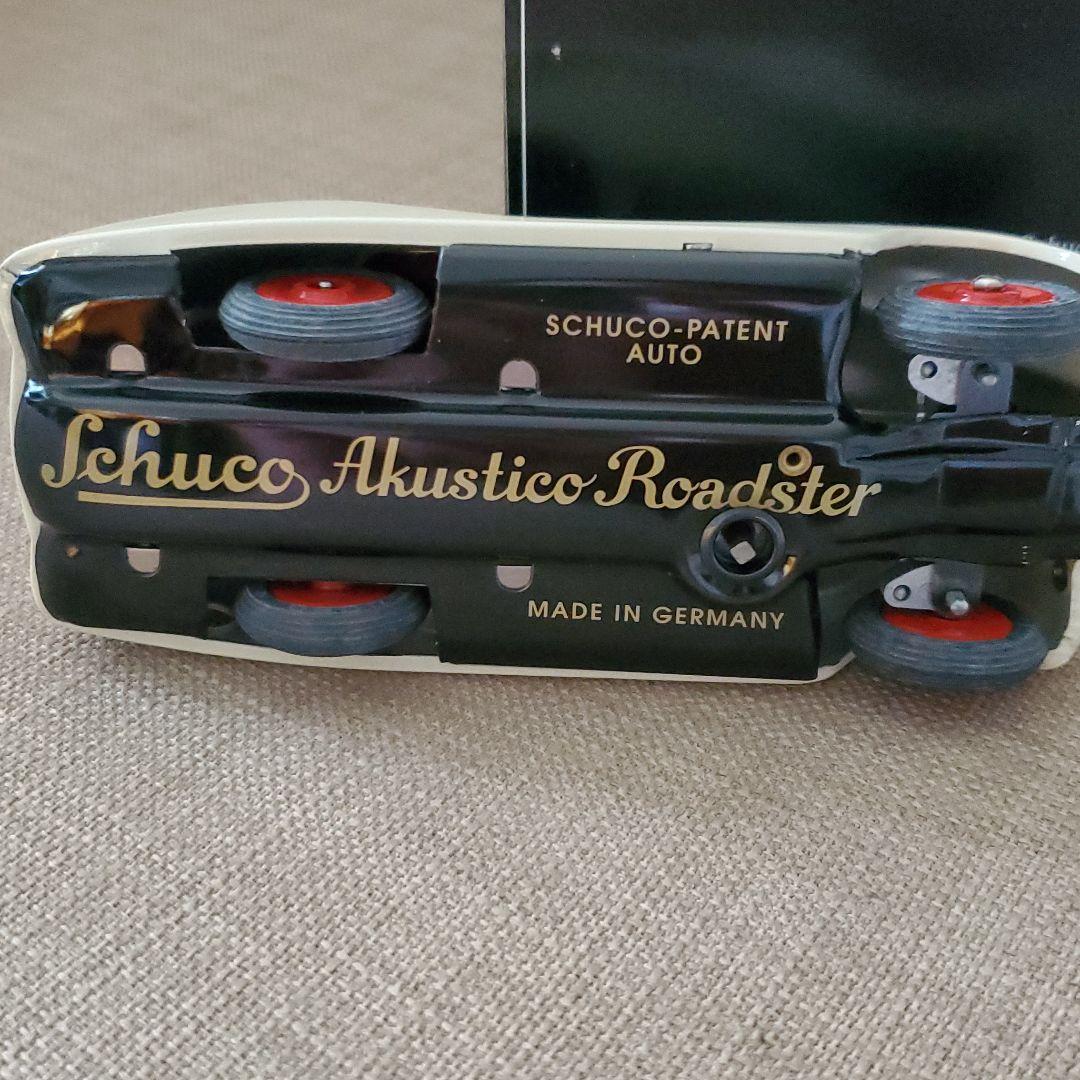 SCHUCO-PATENT
AUTO
Schuco Akustico Roadster
MADE IN GERMANY